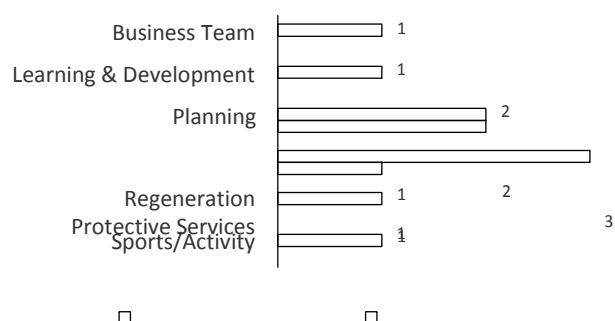 Business Team 1
Learning & Development 1
Planning 2
Regeneration 1 2
Protective Services 3
Sports/Activity 1 1